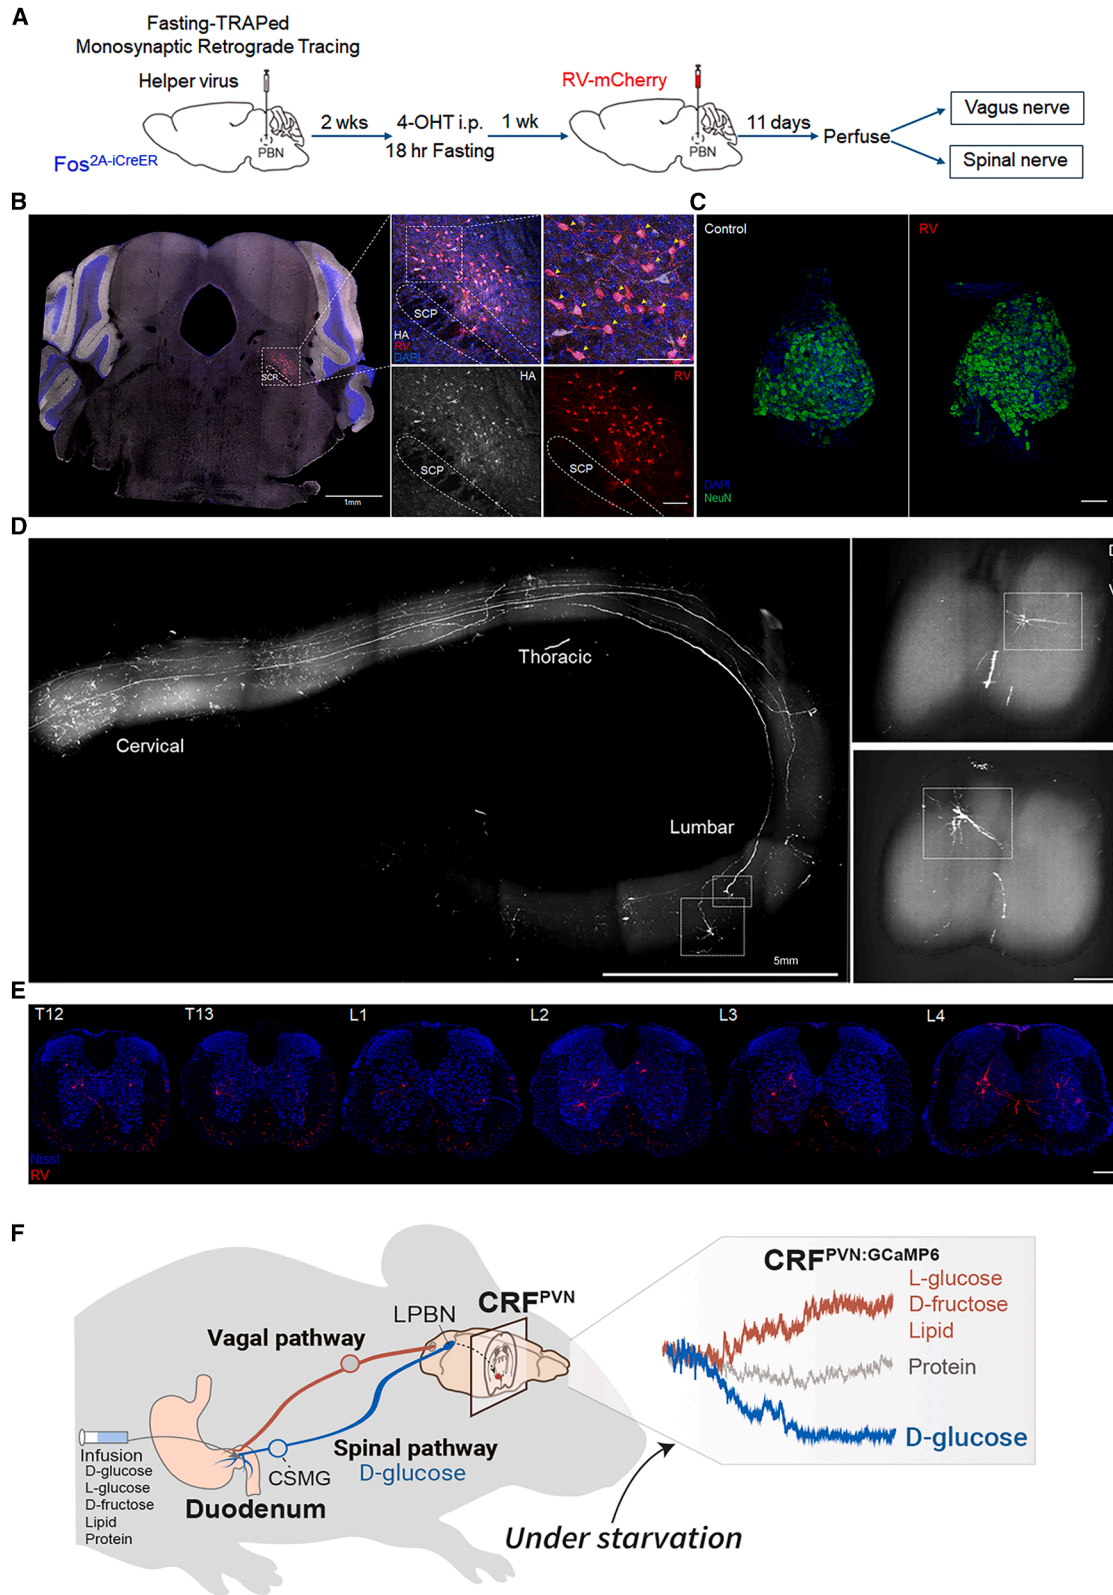 A
Fasting-TRAPed
Monosynaptic Retrograde Tracing
Helper virus
PBN
Fos2A-iCreER
2 wks
4-OHT i.p.
18 hr Fasting
1 wk
RV-mCherry
PBN
11 days
Perfuse
Vagus nerve
Spinal nerve
B
SCP
1mm
SCP
HA
RV
DAPI
HA
SCP
RV
SCP
C
Control
RV
DAPI
NeuN
D
Cervical
Thoracic
Lumbar
5mm
E
T12
T13
L1
L2
L3
L4
Nissl
RV
F
Vagal pathway
LPBN
CRFPVN
Spinal pathway
D-glucose
CSMG
Duodenum
Infusion
D-glucose
L-glucose
D-fructose
Lipid
Protein
Under starvation
CRFPVN:GCaMP6
L-glucose
D-fructose
Lipid
Protein
D-glucose